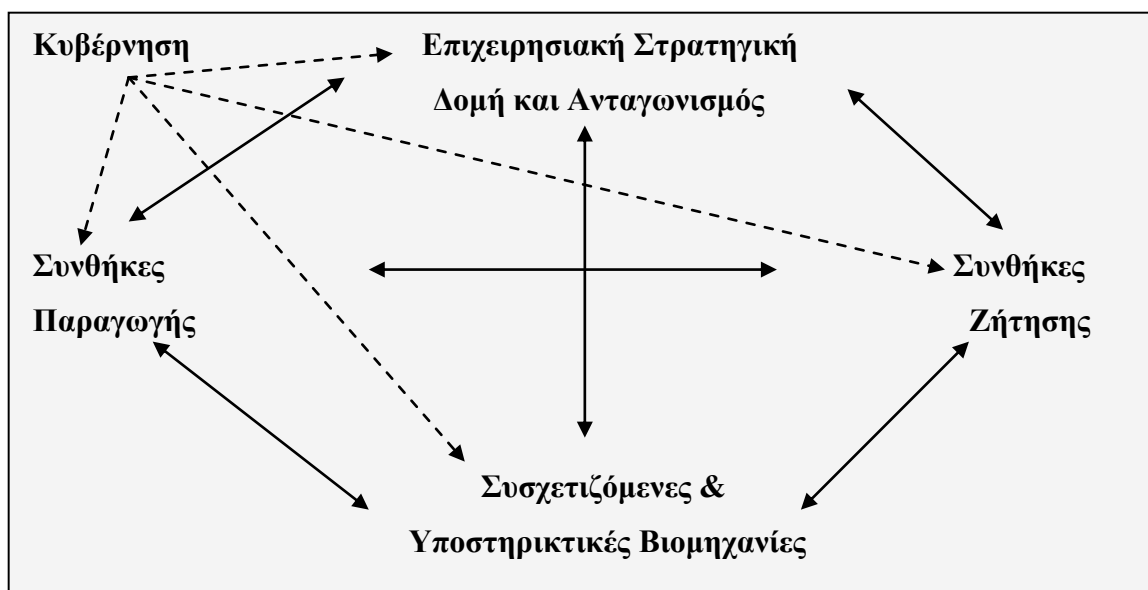 Κυβέρνηση
Επιχειρησιακή Στρατηγική
Δομή και Ανταγωνισμός
Συνθήκες
Παραγωγής
Συνθήκες
Ζήτησης
Συσχετιζόμενες &
Υποστηρικτικές Βιομηχανίες